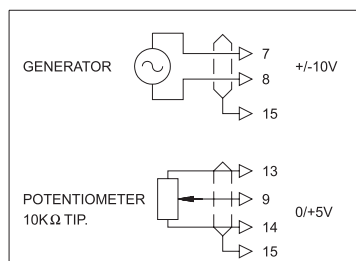 GENERATOR
7
8
15
+/-10V
POTENTIOMETER
10KΩ TIP.
13
9
14
15
0/+5V